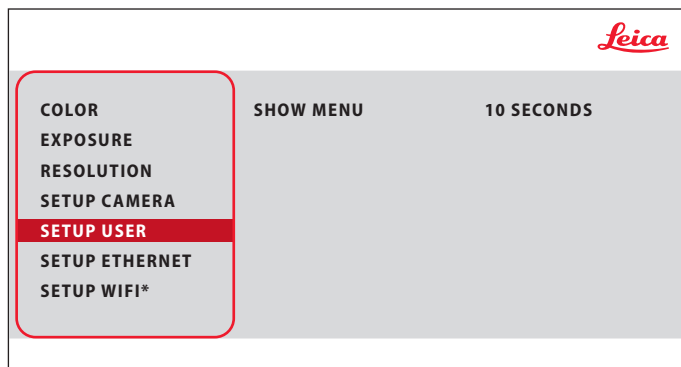 Leica
COLOR SHOW MENU 10 SECONDS
EXPOSURE
RESOLUTION
SETUP CAMERA
SETUP USER
SETUP ETHERNET
SETUP WIFI*